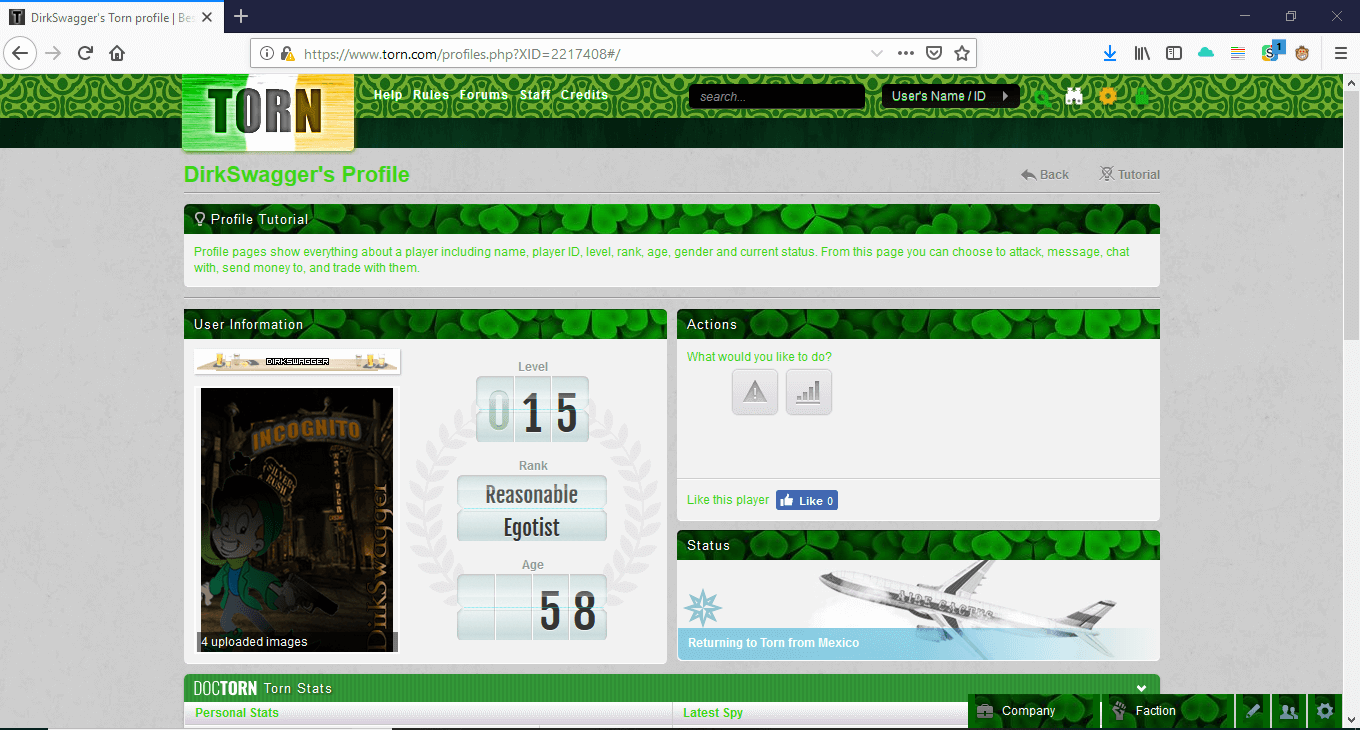 DirkSwagger's Torn profile | Bes
https://www.torn.com/profiles.php?XID=2217408#/
1
TORN
Help Rules Forums Staff Credits
search...
User's Name / ID
DirkSwagger's Profile
Back
Tutorial
Profile Tutorial
Profile pages show everything about a player including name, player ID, level, rank, age, gender and current status. From this page you can choose to attack, message, chat
with, send money to, and trade with them.
User Information
DIRKSWAGGER
INCOGNITO
SILVER
RUSH
DirkSwagger
4 uploaded images
Level
015
Rank
Reasonable
Egotist
Age
58
Actions
What would you like to do?
Like this player
Like 0
Status
AIRE CACTUS
Returning to Torn from Mexico
DOCTORN Torn Stats
Personal Stats
Latest Spy
Company
Faction